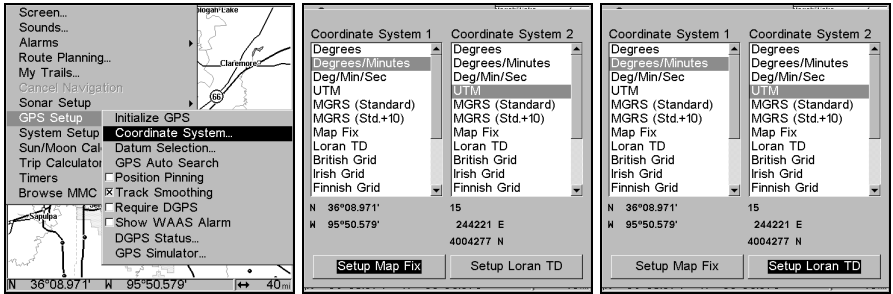 Screen...
Sounds...
Alarms
Route Planning...
My Trails...
Cancel Navigation
Sonar Setup
GPS Setup
System Setup
Sun/Moon Cal
Trip Calculator
Timers
Browse MMC
Initialize GPS
Coordinate System...
Datum Selection...
GPS Auto Search
Position Pinning
Track Smoothing
Require DGPS
Show WAAS Alarm
DGPS Status...
GPS Simulator...
Lake
Claremore
66
Sapulpa
N 36°08.971' W 95°50.579' 40 mi
Coordinate System 1 Coordinate System 2
Degrees Degrees
Degrees/Minutes Degrees/Minutes
Deg/Min/Sec Deg/Min/Sec
UTM UTM
MGRS (Standard) MGRS (Standard)
MGRS (Std.+10) MGRS (Std.+10)
Map Fix Map Fix
Loran TD Loran TD
British Grid British Grid
Irish Grid Irish Grid
Finnish Grid Finnish Grid
N 36°08.971' 15
W 95°50.579' 244221 E
4004277 N
Setup Map Fix Setup Loran TD
Coordinate System 1 Coordinate System 2
Degrees Degrees
Degrees/Minutes Degrees/Minutes
Deg/Min/Sec Deg/Min/Sec
UTM UTM
MGRS (Standard) MGRS (Standard)
MGRS (Std.+10) MGRS (Std.+10)
Map Fix Map Fix
Loran TD Loran TD
British Grid British Grid
Irish Grid Irish Grid
Finnish Grid Finnish Grid
N 36°08.971' 15
W 95°50.579' 244221 E
4004277 N
Setup Map Fix Setup Loran TD